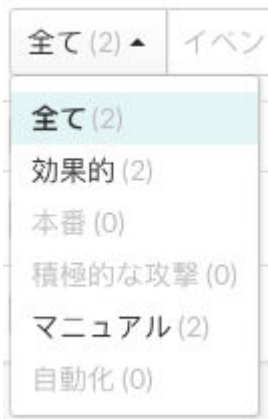 全て (2) ▲ イベン
全て (2)
効果的 (2)
本番 (0)
積極的な攻撃 (0)
マニュアル (2)
自動化 (0)